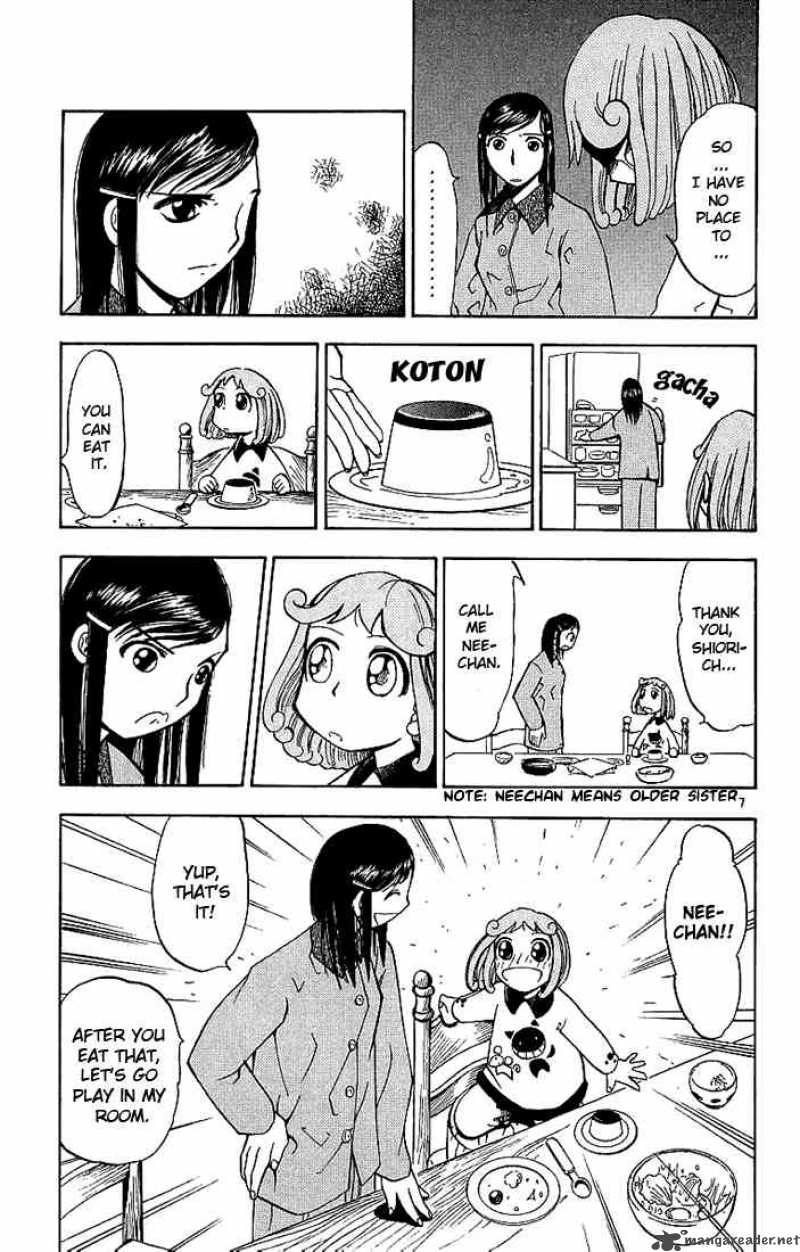 SO
...
I HAVE
NO
PLACE
TO
...
.........
gacha
KOTON
YOU
CAN
EAT
IT.
THANK
YOU,
SHIORI-
CH...
CALL
ME
NEE-
CHAN.
NOTE: NEECHAN MEANS OLDER SISTER
7
NEE-
CHAN!!
YUP,
THAT'S
IT!
AFTER YOU
EAT THAT,
LET'S GO
PLAY IN MY
ROOM.
mangareader.net